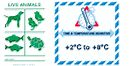 LIVE ANIMALS
TIME & TEMPERATURE SENSITIVE
+2°C to +8°C